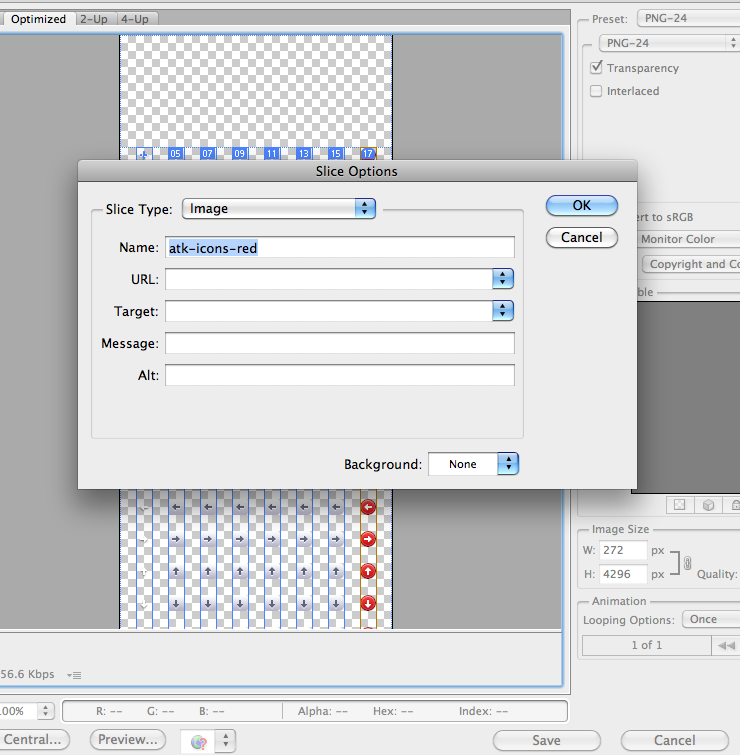 Optimized 2-Up 4-Up
Preset: PNG-24
PNG-24
Transparency
Interlaced
05 07 09 11 13 15 17
Slice Options
Slice Type: Image
OK
Cancel
Name: atk-icons-red
URL:
Target:
Message:
Alt:
Background: None
ert to sRGB
Monitor Color
Copyright and Co
ble
Image Size
W: 272 px
H: 4296 px
Quality:
Animation
Looping Options: Once
1 of 1
56.6 Kbps
.00% R: -- G: -- B: -- Alpha: -- Hex: -- Index: --
Central... Preview... Save Cancel